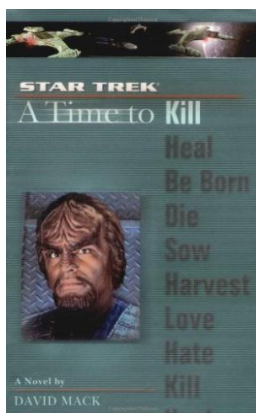 STAR TREK®
A Time to Kill
Heal
Be Born
Die
Sow
Harvest
Love
Hate
Kill
A Novel by
DAVID MACK